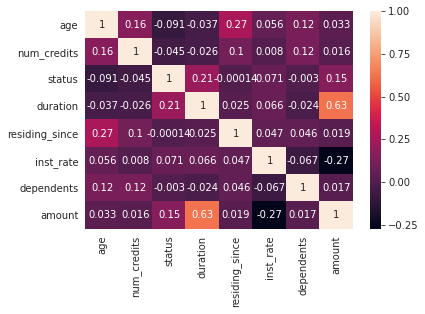 age 1 0.16 -0.091 -0.037 0.27 0.056 0.12 0.033
num_credits 0.16 1 -0.045 -0.026 0.1 0.008 0.12 0.016
status -0.091 -0.045 1 0.21 -0.00014 0.071 -0.003 0.15
duration -0.037 -0.026 0.21 1 0.025 0.066 -0.024 0.63
residing_since 0.27 0.1 -0.00014 0.025 1 0.047 0.046 0.019
inst_rate 0.056 0.008 0.071 0.066 0.047 1 -0.067 -0.27
dependents 0.12 0.12 -0.003 -0.024 0.046 -0.067 1 0.017
amount 0.033 0.016 0.15 0.63 0.019 -0.27 0.017 1
age num_credits status duration residing_since inst_rate dependents amount
1.00
0.75
0.50
0.25
0.00
-0.25